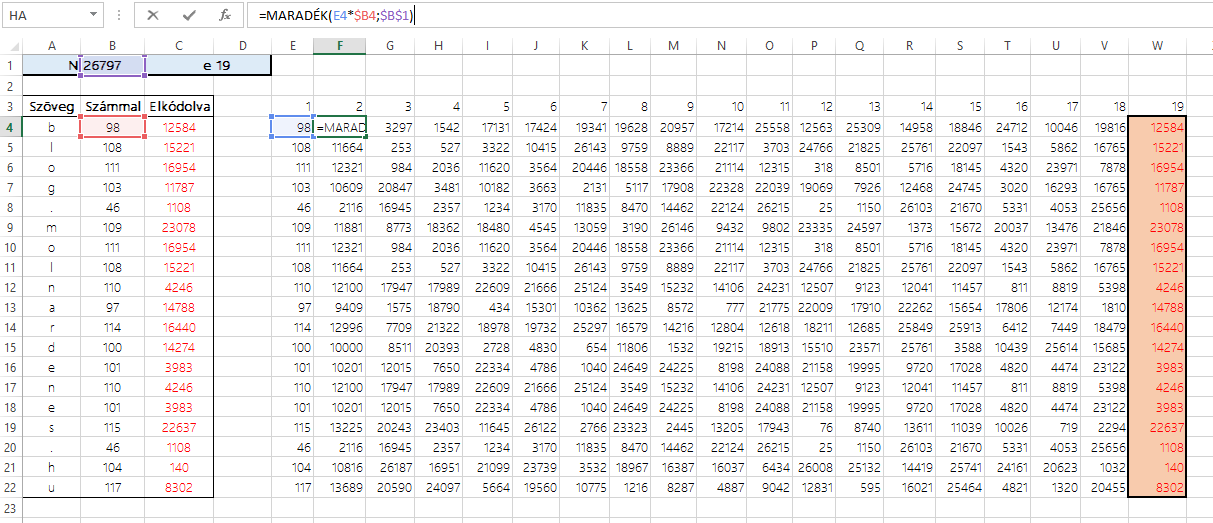 HA =MARADÉK(E4*$B4;$B$1)
A B C D E F G H I J K L M N O P Q R S T U V W
1 N 26797 e 19
2
3 Szöveg Számmal Elkódolva 1 2 3 4 5 6 7 8 9 10 11 12 13 14 15 16 17 18 19
4 b 98 12584 98 =MARAD 3297 1542 17131 17424 19341 19628 20957 17214 25558 12563 25309 14958 18846 24712 10046 19816 12584
5 l 108 15221 108 11664 253 527 3322 10415 26143 9759 8889 22117 3703 24766 21825 25761 22097 1543 5862 16765 15221
6 o 111 16954 111 12321 984 2036 11620 3564 20446 18558 23366 21114 12315 318 8501 5716 18145 4320 23971 7878 16954
7 g 103 11787 103 10609 20847 3481 10182 3663 2131 5117 17908 22328 22039 19069 7926 12468 24745 3020 16293 16765 11787
8 . 46 1108 46 2116 16945 2357 1234 3170 11835 8470 14462 22124 26215 25 1150 26103 21670 5331 4053 25656 1108
9 m 109 23078 109 11881 8773 18362 18480 4545 13059 3190 26146 9432 9802 23335 24597 1373 15672 20037 13476 21846 23078
10 o 111 16954 111 12321 984 2036 11620 3564 20446 18558 23366 21114 12315 318 8501 5716 18145 4320 23971 7878 16954
11 l 108 15221 108 11664 253 527 3322 10415 26143 9759 8889 22117 3703 24766 21825 25761 22097 1543 5862 16765 15221
12 n 110 4246 110 12100 17947 17989 22609 21666 25124 3549 15232 14106 24231 12507 9123 12041 11457 811 8819 5398 4246
13 a 97 14788 97 9409 1575 18790 434 15301 10362 13625 8572 777 21775 22009 17910 22262 15654 17806 12174 1810 14788
14 r 114 16440 114 12996 7709 21322 18978 19732 25297 16579 14216 12804 12618 18211 12685 25849 25913 6412 7449 18479 16440
15 d 100 14274 100 10000 8511 20393 2728 4830 654 11806 1532 19215 18913 15510 23571 25761 3588 10439 25614 15685 14274
16 e 101 3983 101 10201 12015 7650 22334 4786 1040 24649 24225 8198 24088 21158 19995 9720 17028 4820 4474 23122 3983
17 n 110 4246 110 12100 17947 17989 22609 21666 25124 3549 15232 14106 24231 12507 9123 12041 11457 811 8819 5398 4246
18 e 101 3983 101 10201 12015 7650 22334 4786 1040 24649 24225 8198 24088 21158 19995 9720 17028 4820 4474 23122 3983
19 s 115 22637 115 13225 20243 23403 11645 26122 2766 23323 2445 13205 17943 76 8740 13611 11039 10026 719 2294 22637
20 . 46 1108 46 2116 16945 2357 1234 3170 11835 8470 14462 22124 26215 25 1150 26103 21670 5331 4053 25656 1108
21 h 104 140 104 10816 26187 16951 21099 23739 3532 18967 16387 16037 6434 26008 25132 14419 25741 24161 20623 1032 140
22 u 117 8302 117 13689 20590 24097 5664 19560 10775 1216 8287 4887 9042 12831 595 16021 25464 4821 1320 20455 8302
23